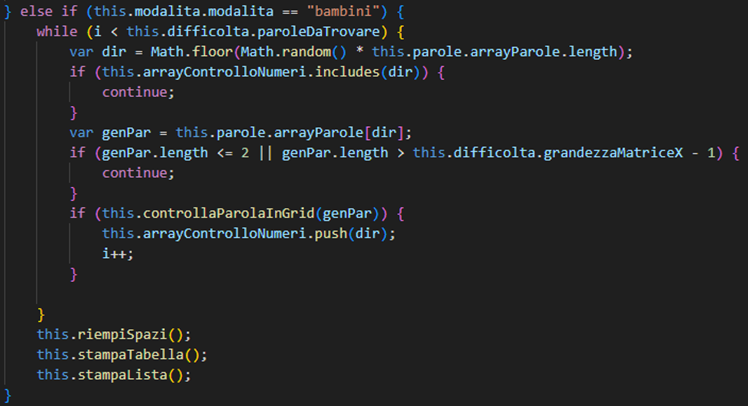 } else if (this.modalita.modalita == "bambini") {
    while (i < this.difficolta.paroleDaTrovare) {
        var dir = Math.floor(Math.random() * this.parole.arrayParole.length);
        if (this.arrayControlloNumeri.includes(dir)) {
            continue;
        }
        var genPar = this.parole.arrayParole[dir];
        if (genPar.length <= 2 || genPar.length > this.difficolta.grandezzaMatriceX - 1) {
            continue;
        }
        if (this.controllaParolaInGrid(genPar)) {
            this.arrayControlloNumeri.push(dir);
            i++;
        }

    }
    this.riempiSpazi();
    this.stampaTabella();
    this.stampaLista();
}